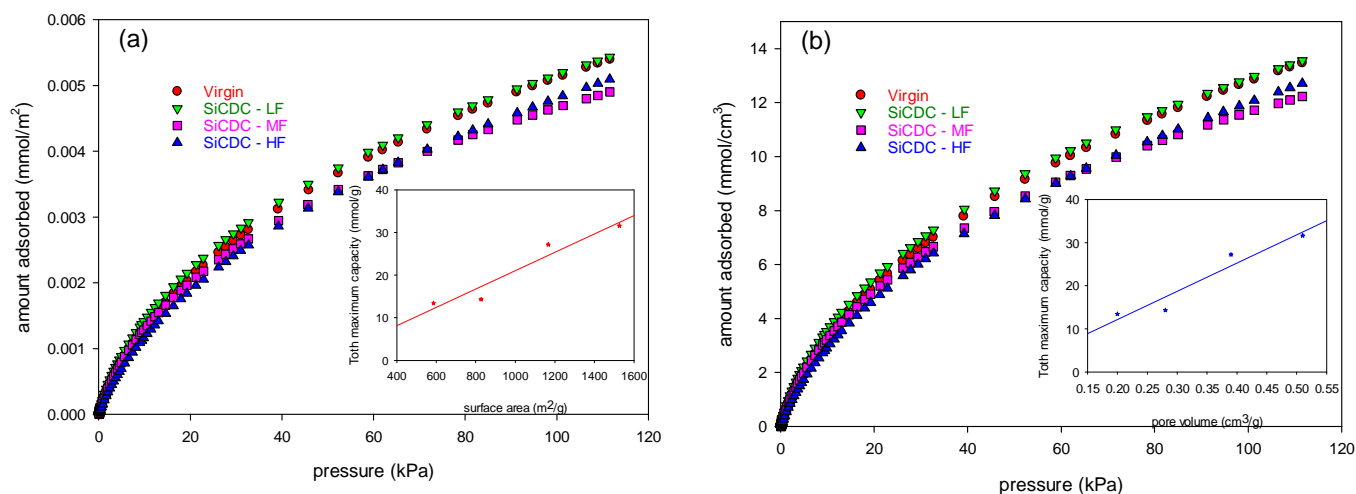 (a)
0.006
0.005
0.004
0.003
0.002
0.001
0.000
amount adsorbed (mmol/m²)
Virgin
SiCDC - LF
SiCDC - MF
SiCDC - HF
40
30
20
10
0
Toth maximum capacity (mmol/g)
400 600 800 1000 1200 1400 1600
surface area (m²/g)
0 20 40 60 80 100 120
pressure (kPa)
(b)
14
12
10
8
6
4
2
0
amount adsorbed (mmol/cm³)
Virgin
SiCDC - LF
SiCDC - MF
SiCDC - HF
40
30
20
10
0
Toth maximum capacity (mmol/g)
0.15 0.20 0.25 0.30 0.35 0.40 0.45 0.50 0.55
pore volume (cm³/g)
0 20 40 60 80 100 120
pressure (kPa)